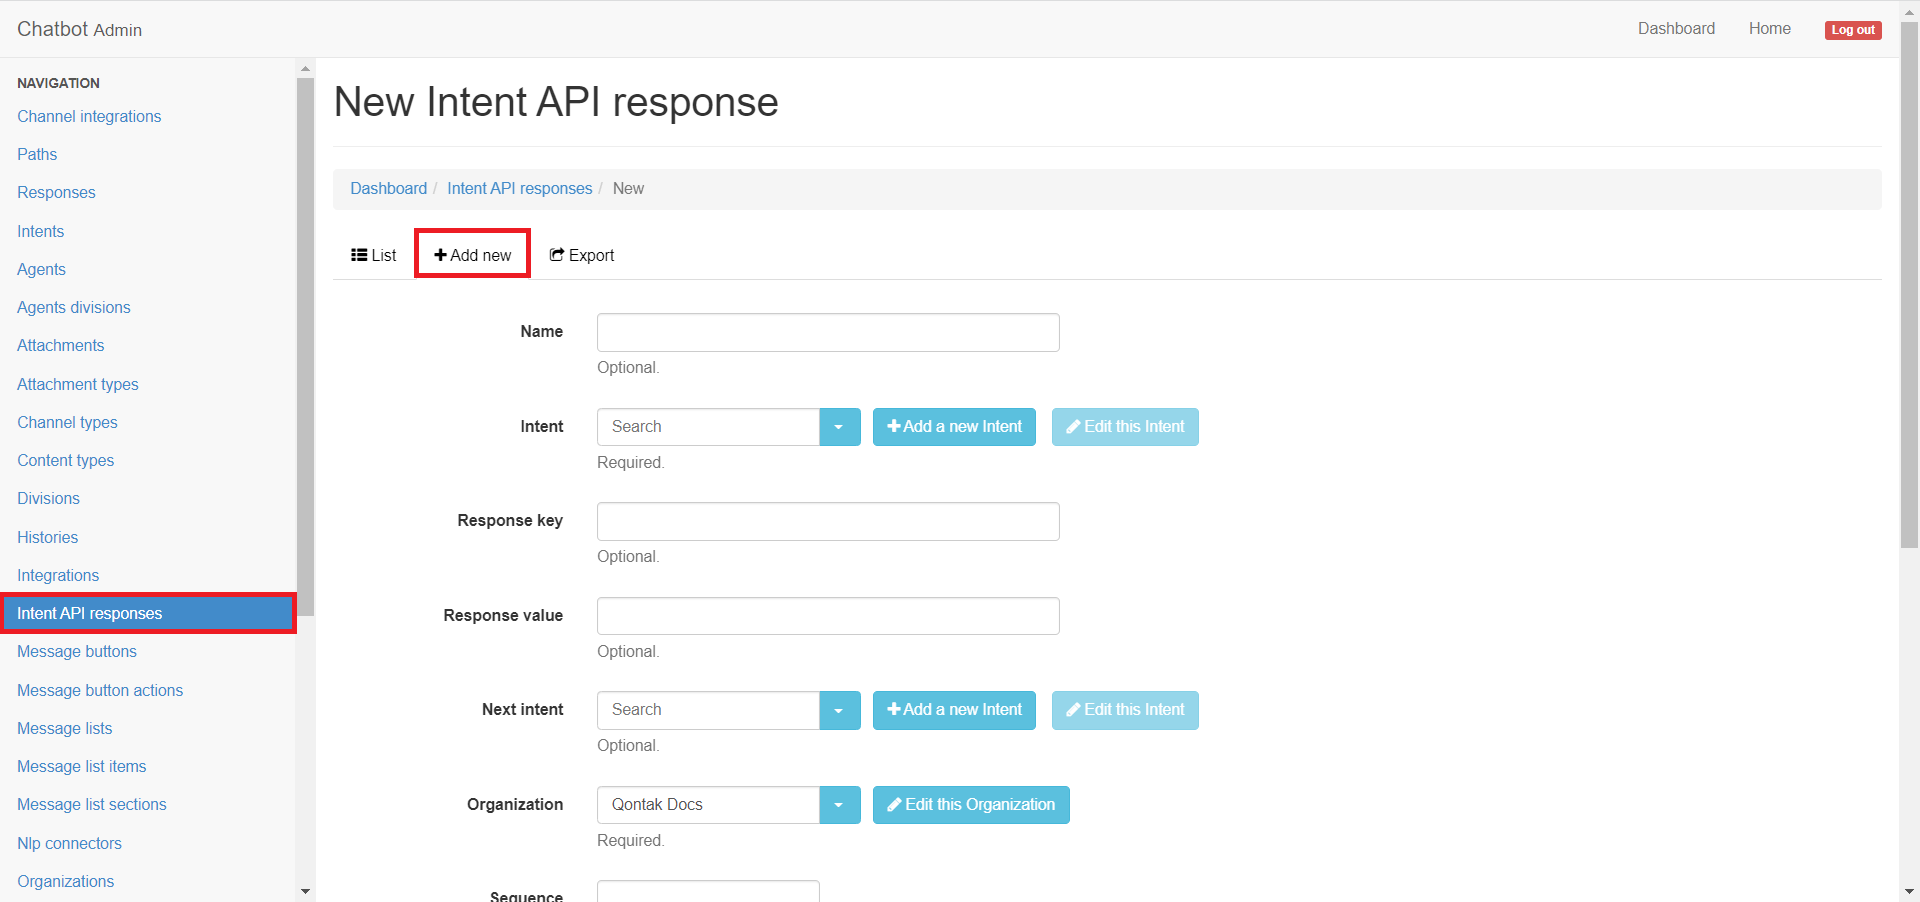 Chatbot Admin
Dashboard
Home
Log out
NAVIGATION
Channel integrations
Paths
Responses
Intents
Agents
Agents divisions
Attachments
Attachment types
Channel types
Content types
Divisions
Histories
Integrations
Intent API responses
Message buttons
Message button actions
Message lists
Message list items
Message list sections
Nlp connectors
Organizations
New Intent API response
Dashboard / Intent API responses / New
List
Add new
Export
Name
Optional.
Intent
Search
Add a new Intent
Edit this Intent
Required.
Response key
Optional.
Response value
Optional.
Next intent
Search
Add a new Intent
Edit this Intent
Optional.
Organization
Qontak Docs
Edit this Organization
Required.
Sequence